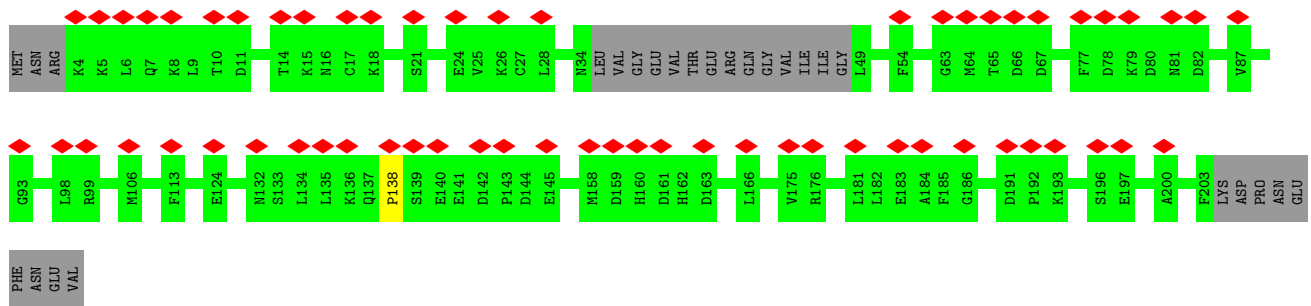 MET ASN ARG K4 K5 L6 Q7 K8 L9 T10 D11 T14 K15 N16 C17 K18 S21 E24 V25 K26 C27 L28 N34 LEU VAL GLY GLU VAL THR GLU ARG GLN GLY VAL ILE ILE GLY L49 F54 G63 M64 T65 D66 D67 F77 D78 K79 D80 N81 D82 V87
G93 L98 R99 M106 F113 E124 N132 S133 L134 L135 K136 Q137 P138 S139 E140 E141 D142 P143 D144 E145 M158 D159 H160 D161 H162 D163 L166 V175 R176 L181 L182 E183 A184 F185 G186 D191 P192 K193 S196 E197 A200 F203 LYS ASP PRO ASN GLU
PHE ASN GLU VAL